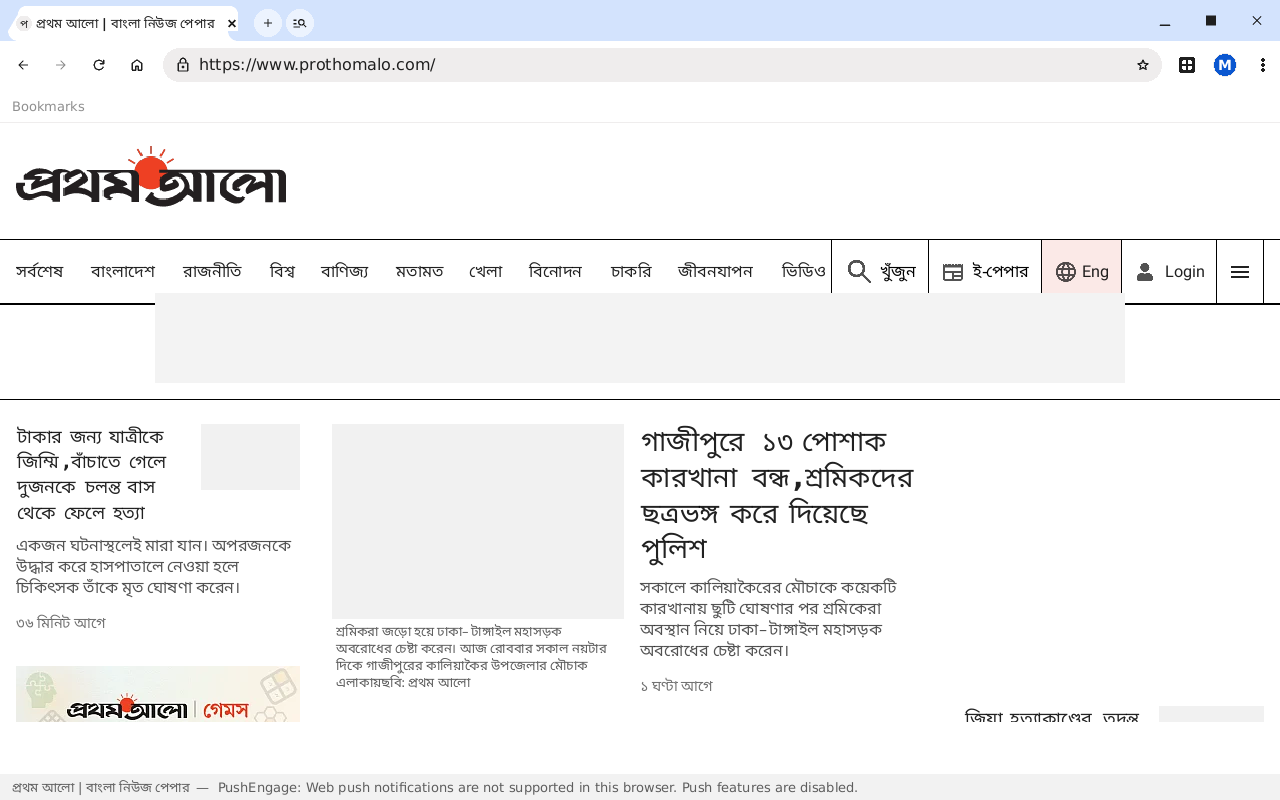 প প্রথম আলো | বাংলা নিউজ পেপার
https://www.prothomalo.com/
M
Bookmarks
প্রথম আলো
সর্বশেষ বাংলাদেশ রাজনীতি বিশ্ব বাণিজ্য মতামত খেলা বিনোদন চাকরি জীবনযাপন ভিডিও খুঁজুন ই-পেপার Eng Login
টাকার জন্য যাত্রীকে
জিম্মি ,বাঁচাতে গেলে
দুজনকে চলন্ত বাস
থেকে ফেলে হত্যা
একজন ঘটনাস্থলেই মারা যান। অপরজনকে
উদ্ধার করে হাসপাতালে নেওয়া হলে
চিকিৎসক তাঁকে মৃত ঘোষণা করেন।
৩৬ মিনিট আগে
প্রথম আলো | গেমস
শ্রমিকরা জড়ো হয়ে ঢাকা–টাঙ্গাইল মহাসড়ক
অবরোধের চেষ্টা করেন। আজ রোববার সকাল নয়টার
দিকে গাজীপুরের কালিয়াকৈর উপজেলার মৌচাক
এলাকায়ছবি: প্রথম আলো
গাজীপুরে ১৩ পোশাক
কারখানা বন্ধ ,শ্রমিকদের
ছত্রভঙ্গ করে দিয়েছে
পুলিশ
সকালে কালিয়াকৈরের মৌচাকে কয়েকটি
কারখানায় ছুটি ঘোষণার পর শ্রমিকেরা
অবস্থান নিয়ে ঢাকা–টাঙ্গাইল মহাসড়ক
অবরোধের চেষ্টা করেন।
১ ঘণ্টা আগে
জিয়া হত্যাকাণ্ডের তদন্ত
প্রথম আলো | বাংলা নিউজ পেপার — PushEngage: Web push notifications are not supported in this browser. Push features are disabled.